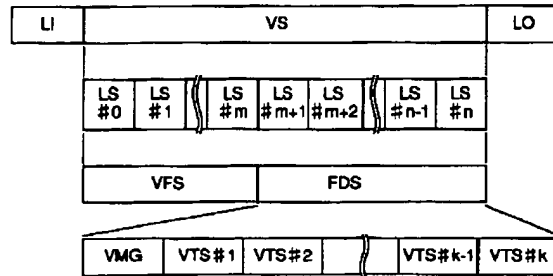 LI VS LO
LS #0 LS #1 LS #m LS #m+1 LS #m+2 LS #n-1 LS #n
VFS FDS
VMG VTS#1 VTS#2 VTS#k-1 VTS#k